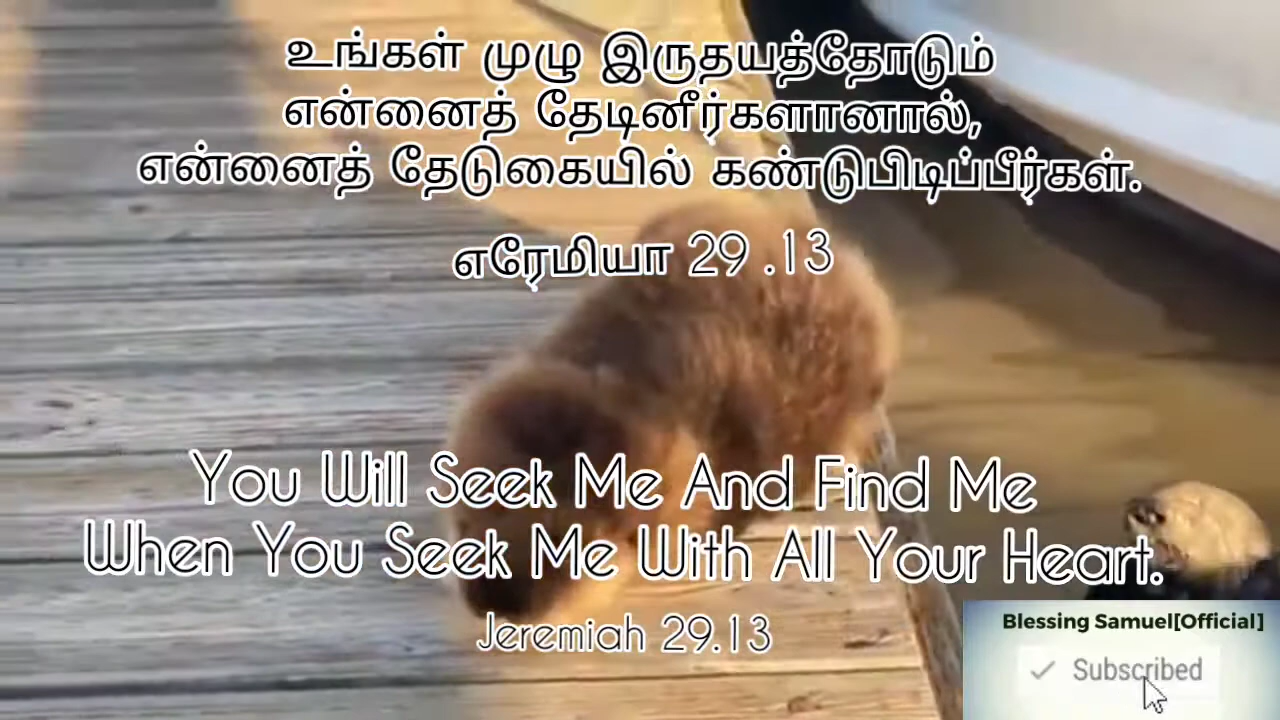 உங்கள் முழு இருதயத்தோடும்
என்னைத் தேடினீர்களானால்,
என்னைத் தேடுகையில் கண்டுபிடிப்பீர்கள்.
எரேமியா 29 .13
You Will Seek Me And Find Me
When You Seek Me With All Your Heart.
Jeremiah 29.13
Blessing Samuel[Official]
Subscribed